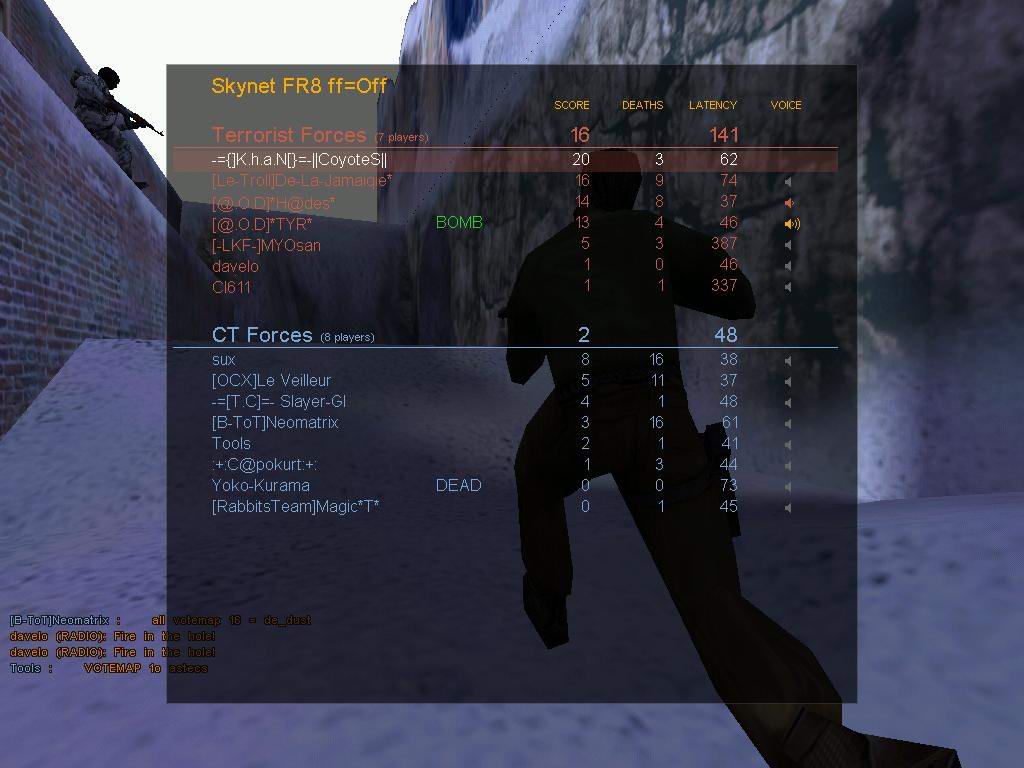 Skynet FR8 ff=Off
SCORE DEATHS LATENCY VOICE
Terrorist Forces (7 players) 16 141
-={]K.h.a.N[}=-||CoyoteS|| 20 3 62
[Le-Troll]De-La-Jamaiqie* 16 9 74
[@.O.D]*H@des* 14 8 37
[@.O.D]*TYR* BOMB 13 4 46
[-LKF-]MYOsan 5 3 387
davelo 1 0 46
Cl611 1 1 337
CT Forces (8 players) 2 48
sux 8 16 38
[OCX]Le Veilleur 5 11 37
-=[T.C]=- Slayer-Gl 4 1 48
[B-ToT]Neomatrix 3 16 61
Tools 2 1 41
:+:C@pokurt:+: 1 3 44
Yoko-Kurama DEAD 0 0 73
[RabbitsTeam]Magic*T* 0 1 45
[B-ToT]Neomatrix : all votemap 16 = de_dust
davelo (RADIO): Fire in the hole!
davelo (RADIO): Fire in the hole!
Tools : VOTEMAP 1o astecs